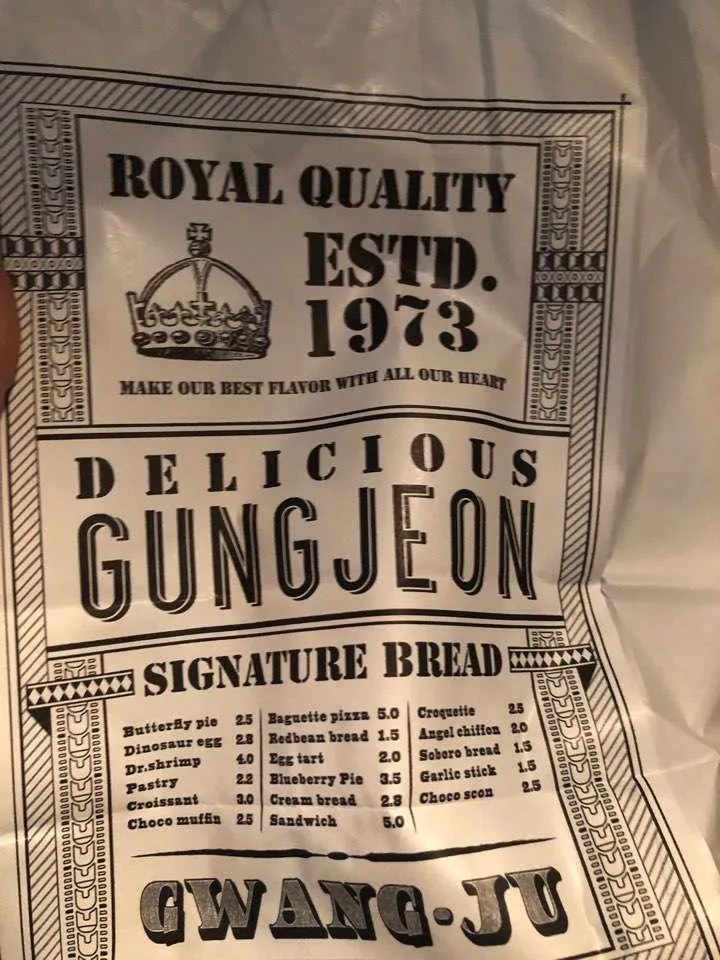 ROYAL QUALITY
ESTD.
1973
MAKE OUR BEST FLAVOR WITH ALL OUR HEART
DELICIOUS
GUNGJEON
SIGNATURE BREAD
Butterfly pie 2.5
Dinosaur egg 2.8
Dr.shrimp 4.0
Pastry 2.2
Croissant 3.0
Choco muffin 2.5
Baguette pizza 5.0
Redbean bread 1.5
Egg tart 2.0
Blueberry Pie 3.5
Cream bread 2.8
Sandwich 5.0
Croquette 2.5
Angel chiffon 2.0
Soboro bread 1.5
Garlic stick 1.5
Choco scon 2.5
GWANG-JU